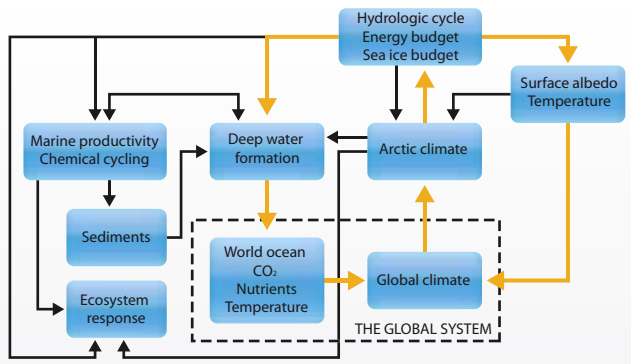 Hydrologic cycle
Energy budget
Sea ice budget
Surface albedo
Temperature
Marine productivity
Chemical cycling
Deep water
formation
Arctic climate
Sediments
World ocean
CO₂
Nutrients
Temperature
Global climate
Ecosystem
response
THE GLOBAL SYSTEM